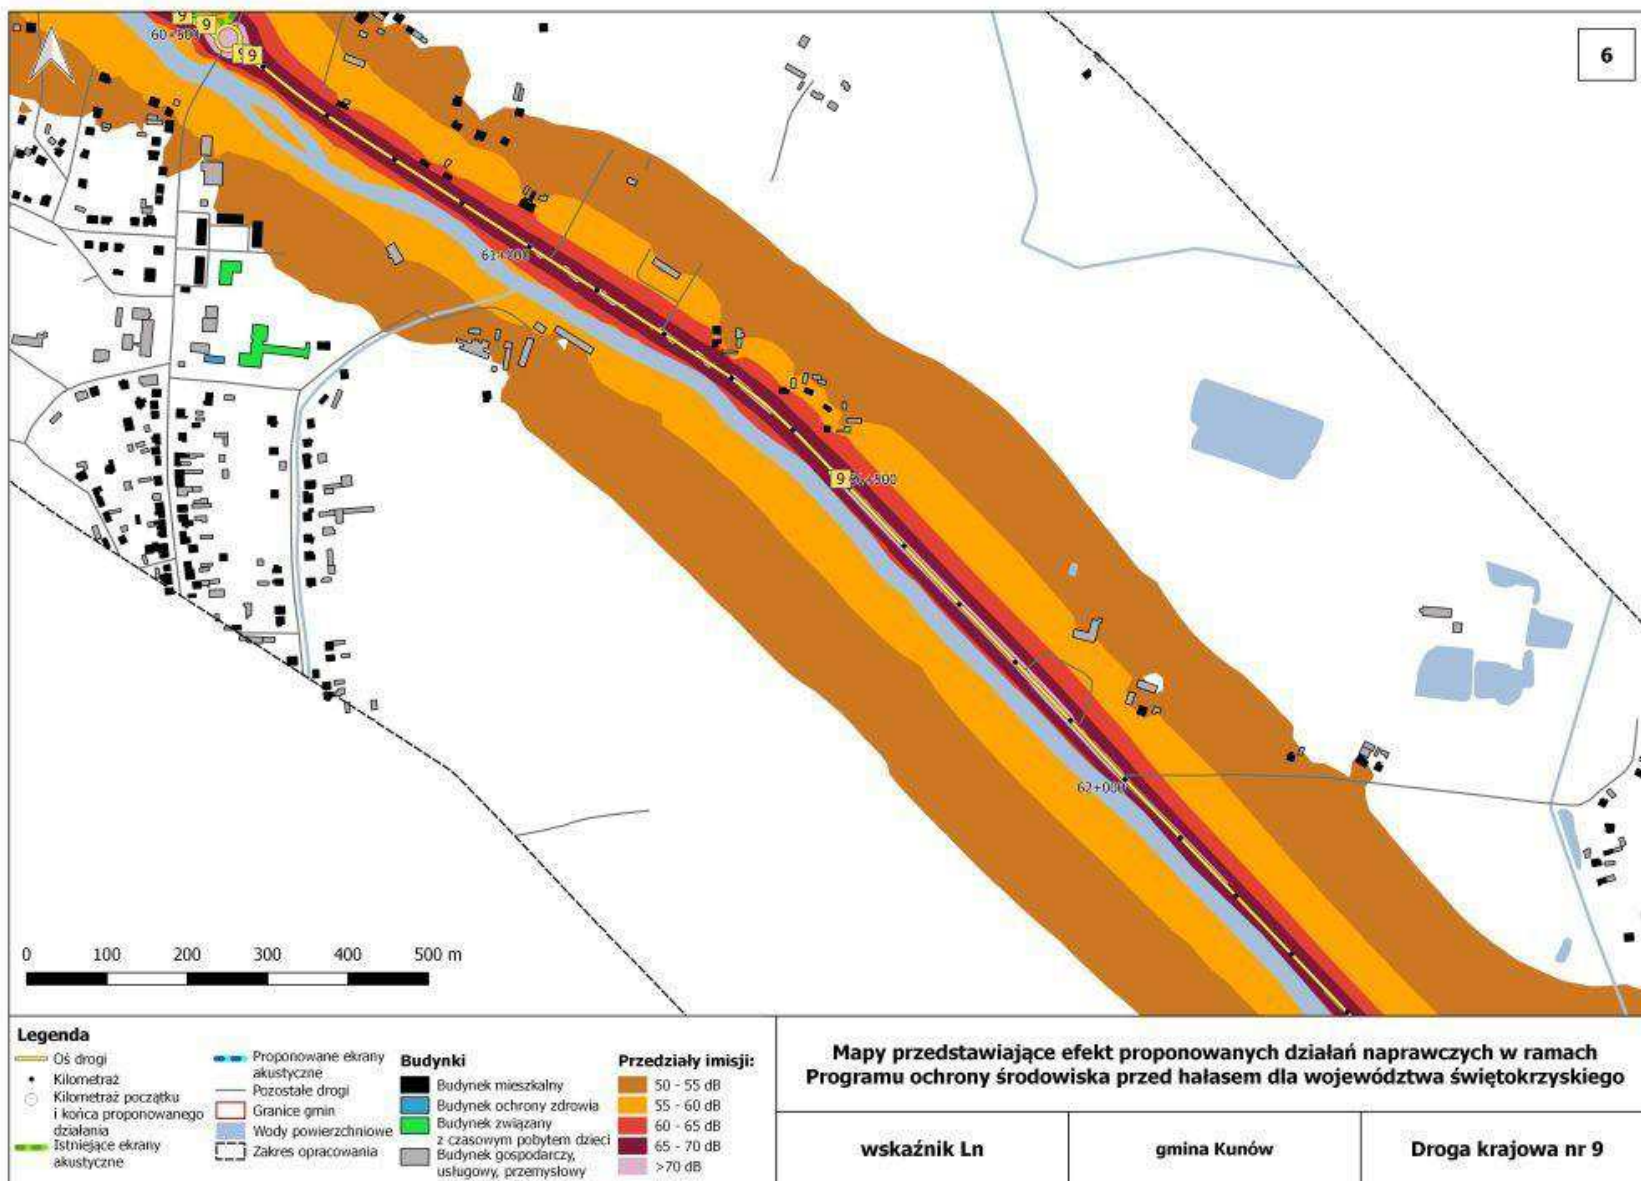 9
9
60+500
9
6
61+000
9
62+000
0 100 200 300 400 500 m
Legenda
Oś drogi
Kilometraż
Kilometraż początku
i końca proponowanego
działania
Istniejące ekrany
akustyczne
Proponowane ekrany
akustyczne
Pozostałe drogi
Granice gmin
Wody powierzchniowe
Zakres opracowania
Budynki
Budynek mieszkalny
Budynek ochrony zdrowia
Budynek związany
z czasowym pobytem dzieci
Budynek gospodarczy,
usługowy, przemysłowy
Przedziały imisji:
50 - 55 dB
55 - 60 dB
60 - 65 dB
65 - 70 dB
>70 dB
Mapy przedstawiające efekt proponowanych działań naprawczych w ramach
Programu ochrony środowiska przed hałasem dla województwa świętokrzyskiego
wskaźnik Ln
gmina Kunów
Droga krajowa nr 9